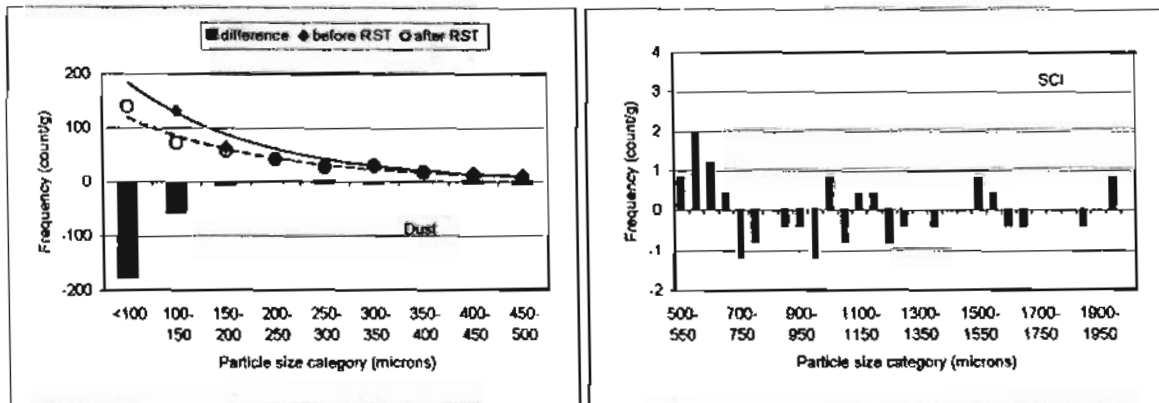 difference before RST after RST
200
100
0
-100
-200
Frequency (count/g)
Dust
<100 100-150 150-200 200-250 250-300 300-350 350-400 400-450 450-500
Particle size category (microns)
4
3
2
1
0
-1
-2
Frequency (count/g)
SCI
500-550 700-750 900-950 1100-1150 1300-1350 1500-1550 1700-1750 1900-1950
Particle size category (microns)